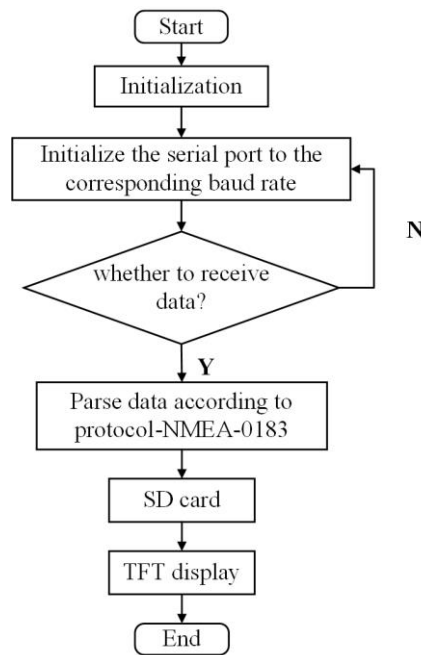 Start
Initialization
Initialize the serial port to the
corresponding baud rate
N
whether to receive
data?
Y
Parse data according to
protocol-NMEA-0183
SD card
TFT display
End